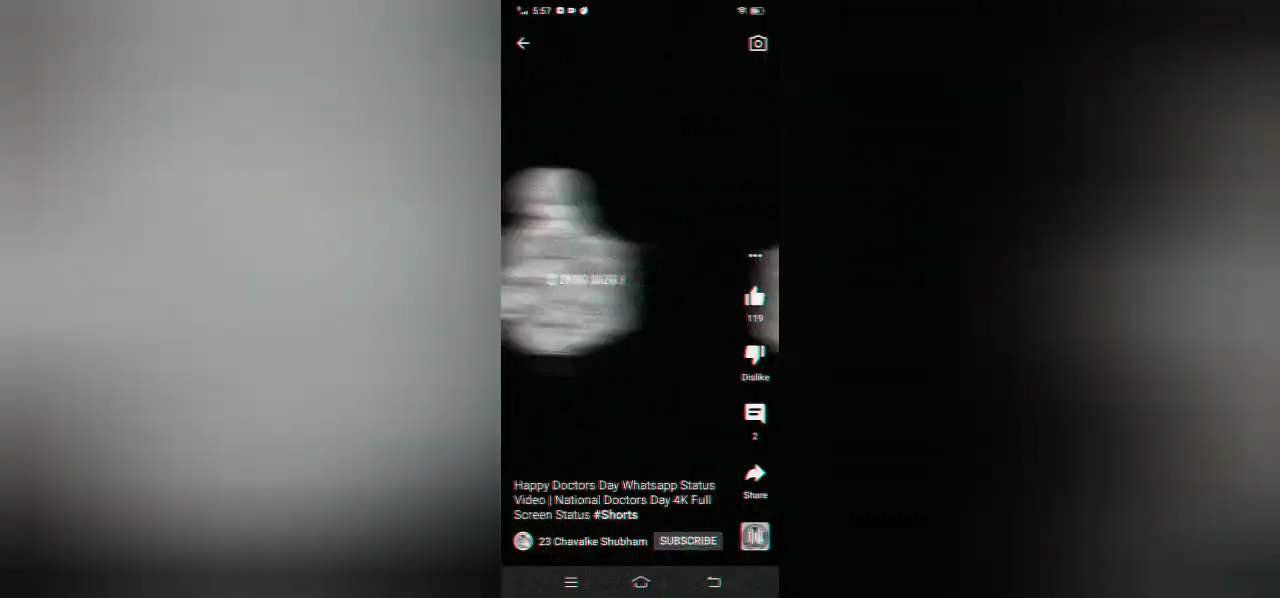 5:57
119
Dislike
2
Share
Happy Doctors Day Whatsapp Status
Video | National Doctors Day 4K Full
Screen Status #Shorts
23 Chavalke Shubham SUBSCRIBE